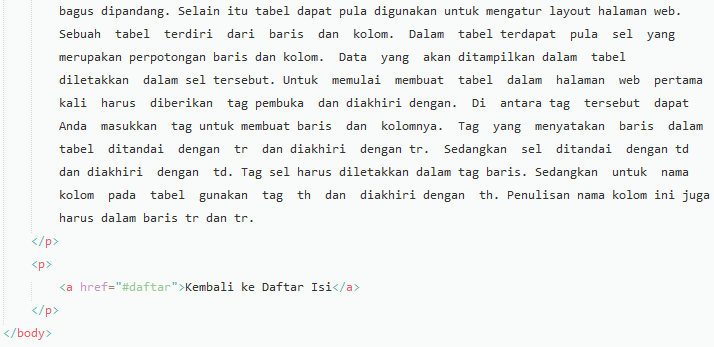 bagus dipandang. Selain itu tabel dapat pula digunakan untuk mengatur layout halaman web.
Sebuah tabel terdiri dari baris dan kolom. Dalam tabel terdapat pula sel yang
merupakan perpotongan baris dan kolom. Data yang akan ditampilkan dalam tabel
diletakkan dalam sel tersebut. Untuk memulai membuat tabel dalam halaman web pertama
kali harus diberikan tag pembuka dan diakhiri dengan. Di antara tag tersebut dapat
Anda masukkan tag untuk membuat baris dan kolomnya. Tag yang menyatakan baris dalam
tabel ditandai dengan tr dan diakhiri dengan tr. Sedangkan sel ditandai dengan td
dan diakhiri dengan td. Tag sel harus diletakkan dalam tag baris. Sedangkan untuk nama
kolom pada tabel gunakan tag th dan diakhiri dengan th. Penulisan nama kolom ini juga
harus dalam baris tr dan tr.
</p>
<p>
<a href="#daftar">Kembali ke Daftar Isi</a>
</p>
</body>